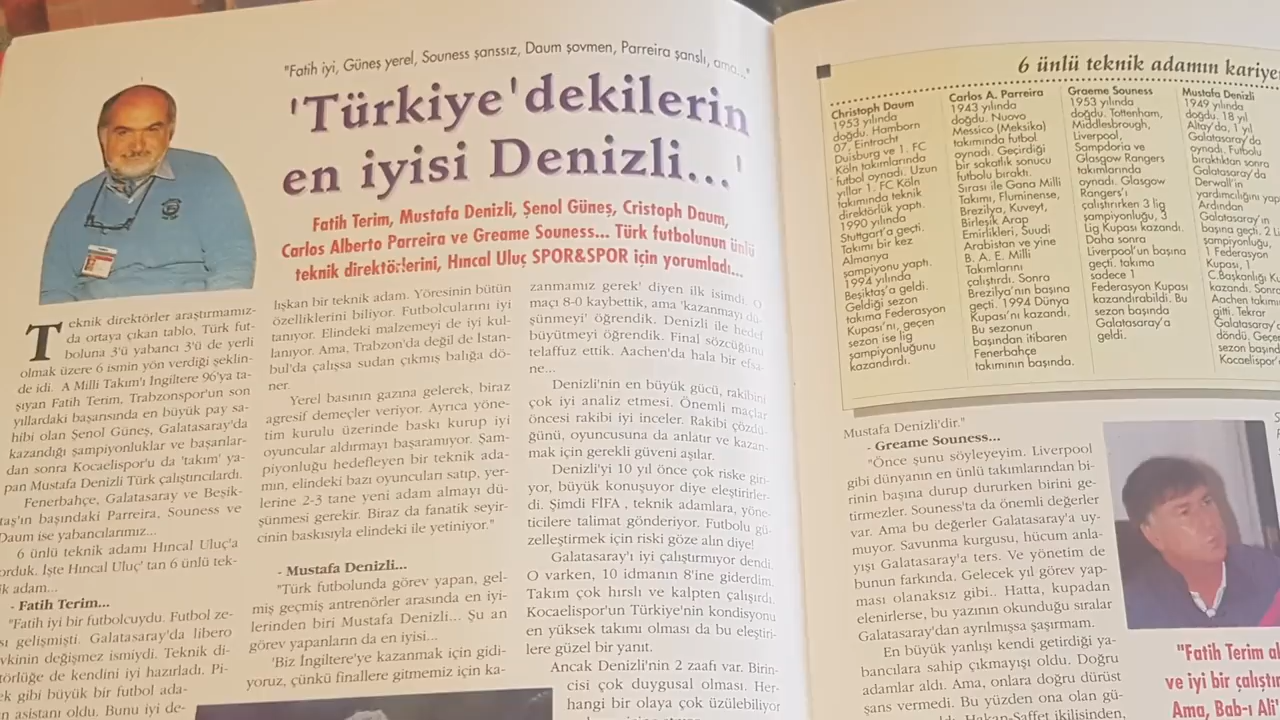 "Fatih iyi, Güneş yerel, Souness şanssız, Daum şovmen, Parreira şanslı, ama..."
'Türkiye'dekilerin
en iyisi Denizli...'
Fatih Terim, Mustafa Denizli, Şenol Güneş, Cristoph Daum,
Carlos Alberto Parreira ve Greame Souness... Türk futbolunun ünlü
teknik direktörlerini, Hıncal Uluç SPOR&SPOR için yorumladı...
Teknik direktörler araştırmamız-
da ortaya çıkan tablo, Türk fut-
boluna 3'ü yabancı 3'ü de yerli
olmak üzere 6 ismin yön verdiği şeklin-
de idi. A Milli Takım'ı İngiltere 96'ya ta-
şıyan Fatih Terim, Trabzonspor'un son
yıllardaki başarısında en büyük pay sa-
hibi olan Şenol Güneş, Galatasaray'da
kazandığı şampiyonluklar ve başarılar-
dan sonra Kocaelispor'u da 'takım' ya-
pan Mustafa Denizli Türk çalıştırıcılardı.
Fenerbahçe, Galatasaray ve Beşik-
taş'ın başındaki Parreira, Souness ve
Daum ise yabancılarımız...
6 ünlü teknik adamı Hıncal Uluç'a
sorduk. İşte Hıncal Uluç' tan 6 ünlü tek-
nik adam...
- Fatih Terim...
"Fatih iyi bir futbolcuydu. Futbol ze-
sı gelişmişti. Galatasaray'da libero
vkinin değişmez ismiydi. Teknik di-
törlüğe de kendini iyi hazırladı. Pi-
ek gibi büyük bir futbol ada-
n asistanı oldu. Bunu iyi de-
lışkan bir teknik adam. Yöresinin bütün
özelliklerini biliyor. Futbolcularını iyi
tanıyor. Elindeki malzemeyi de iyi kul-
lanıyor. Ama, Trabzon'da değil de İstan-
bul'da çalışsa sudan çıkmış balığa dö-
ner.
Yerel basının gazına gelerek, biraz
agresif demeçler veriyor. Ayrıca yöne-
tim kurulu üzerinde baskı kurup iyi
oyuncular aldırmayı başaramıyor. Şam-
piyonluğu hedefleyen bir teknik ada-
mın, elindeki bazı oyuncuları satıp, yer-
lerine 2-3 tane yeni adam almayı dü-
şünmesi gerekir. Biraz da fanatik seyir-
cinin baskısıyla elindeki ile yetiniyor."
- Mustafa Denizli...
"Türk futbolunda görev yapan, gel-
miş geçmiş antrenörler arasında en iyi-
lerinden biri Mustafa Denizli... Şu an
görev yapanların da en iyisi...
'Biz İngiltere'ye kazanmak için gidi-
yoruz, çünkü finallere gitmemiz için ka-
zanmamız gerek' diyen ilk isimdi. O
maçı 8-0 kaybettik, ama 'kazanmayı dü-
şünmeyi' öğrendik. Denizli ile hedef
büyütmeyi öğrendik. Final sözcüğünü
telaffuz ettik. Aachen'da hala bir efsa-
ne...
Denizli'nin en büyük gücü, rakibini
çok iyi analiz etmesi. Önemli maçlar
öncesi rakibi iyi inceler. Rakibi çözdü-
ğünü, oyuncusuna da anlatır ve kazan-
mak için gerekli güveni aşılar.
Denizli'yi 10 yıl önce çok riske giri-
yor, büyük konuşuyor diye eleştirirler-
di. Şimdi FİFA , teknik adamlara, yöne-
ticilere talimat gönderiyor. Futbolu gü-
zelleştirmek için riski göze alın diye!
Galatasaray'ı iyi çalıştırmıyor dendi.
O varken, 10 idmanın 8'ine giderdim.
Takım çok hırslı ve kalpten çalışırdı.
Kocaelispor'un Türkiye'nin kondisyonu
en yüksek takımı olması da bu eleştiri-
lere güzel bir yanıt.
Ancak Denizli'nin 2 zaafı var. Birin-
cisi çok duygusal olması. Her-
hangi bir olaya çok üzülebiliyor
6 ünlü teknik adamın kariyer
Christoph Daum
1953 yılında
doğdu. Hamborn
07, Eintracht
Duisburg ve 1. FC
Köln takımlarında
futbol oynadı. Uzun
yıllar 1. FC Köln
takımında teknik
direktörlük yaptı.
1990 yılında
Stuttgart'a geçti.
Takımı bir kez
Almanya
şampiyonu yaptı.
1994 yılında
Beşiktaş'a geldi.
Geldiği sezon
takıma Federasyon
Kupası'nı, geçen
sezon ise lig
şampiyonluğunu
kazandırdı.
Carlos A. Parreira
1943 yılında
doğdu. Nuovo
Messico (Meksika)
takımında futbol
oynadı. Geçirdiği
bir sakatlık sonucu
futbolu bıraktı.
Sırası ile Gana Milli
Takımı, Fluminense,
Brezilya, Kuveyt,
Birleşik Arap
Emirlikleri, Suudi
Arabistan ve yine
B. A. E. Milli
Takımlarını
çalıştırdı. Sonra
Brezilya'nın başına
geçti. 1994 Dünya
Kupası'nı kazandı.
Bu sezonun
başından itibaren
Fenerbahçe
takımının başında.
Graeme Souness
1953 yılında
doğdu. Tottenham,
Middlesbrough,
Liverpool,
Sampdoria ve
Glasgow Rangers
takımlarında
oynadı. Glasgow
Rangers'ı
çalıştırırken 3 lig
şampiyonluğu, 3
Lig Kupası kazandı.
Daha sonra
Liverpool'un başına
geçti, takıma
sadece 1
Federasyon Kupası
kazandırabildi. Bu
sezon başında
Galatasaray'a
geldi.
Mustafa Denizli
1949 yılında
doğdu. 18 yıl
Altay'da, 1 yıl
Galatasaray'da
oynadı. Futbolu
bıraktıktan sonra
Galatasaray'da
Derwall'in
yardımcılığını yap
Ardından
Galatasaray'ın
başına geçti. 2 Li
şampiyonluğu,
1 Federasyon
Kupası, 1
C.Başkanlığı K
kazandı. Sonra
Aachen takımı
gitti. Tekrar
Galatasaray'a
döndü. Geçe
sezon başınd
Kocaelispor'
Mustafa Denizli'dir."
- Greame Souness...
"Önce şunu söyleyeyim. Liverpool
gibi dünyanın en ünlü takımlarından bi-
rinin başına durup dururken birini ge-
tirmezler. Souness'ta da önemli değerler
var. Ama bu değerler Galatasaray'a uy-
muyor. Savunma kurgusu, hücum anla-
yışı Galatasaray'a ters. Ve yönetim de
bunun farkında. Gelecek yıl görev yap-
ması olanaksız gibi.. Hatta, kupadan
elenirlerse, bu yazının okunduğu sıralar
Galatasaray'dan ayrılmışsa şaşırmam.
En büyük yanlışı kendi getirdiği ya-
bancılara sahip çıkmayışı oldu. Doğru
adamlar aldı. Ama, onlara doğru dürüst
şans vermedi. Bu yüzden ona olan gü-
Hakan-Saffet ikilisinden,
"Fatih Terim al
ve iyi bir çalıştır
Ama, Bab-ı Ali'